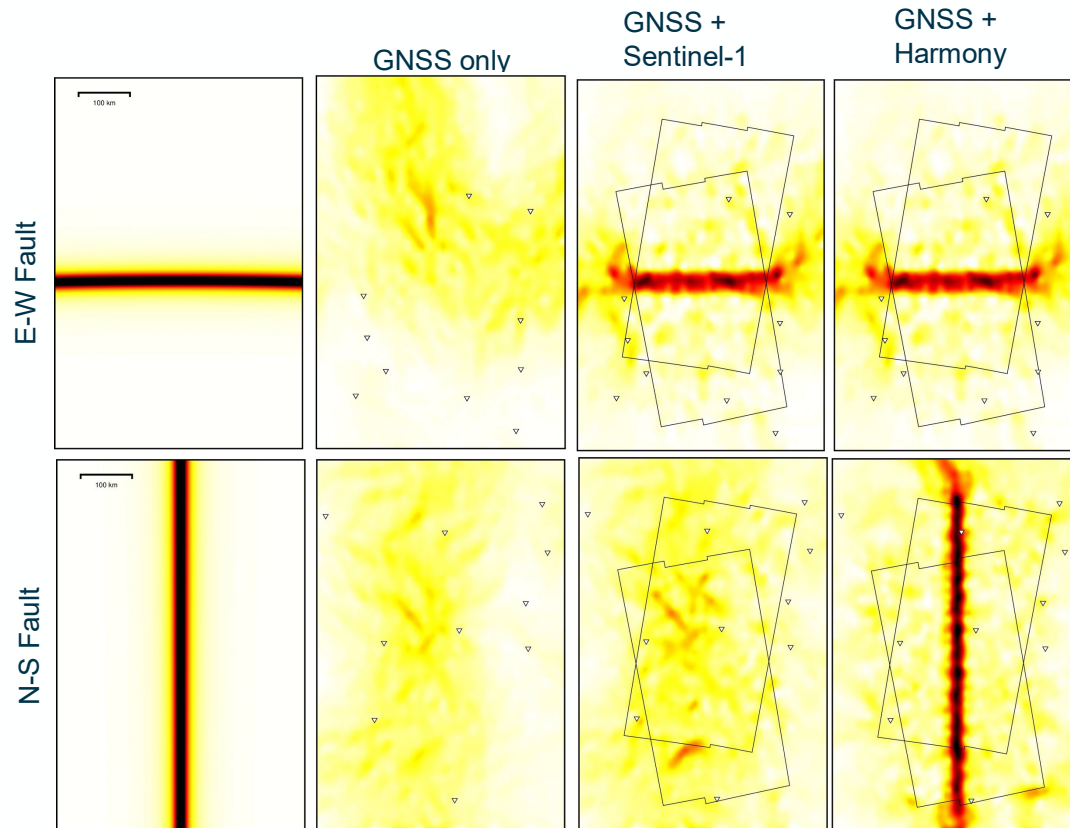 GNSS only
GNSS +
Sentinel-1
GNSS +
Harmony
E-W Fault
100 km
N-S Fault
100 km